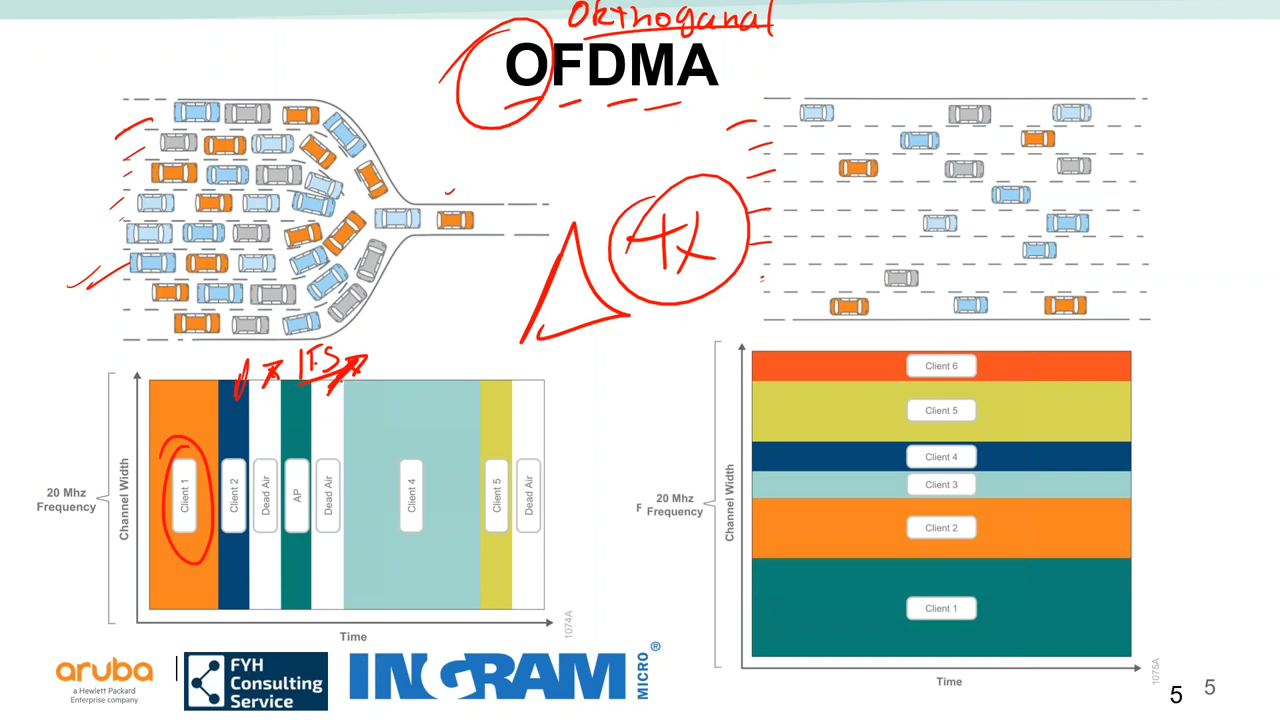 Orthoganal
OFDMA
4x
IFS
20 Mhz
Frequency
Channel Width
Client 1
Client 2
Dead Air
AP
Dead Air
Client 4
Client 5
Dead Air
Time
1074A
F
20 Mhz
Frequency
Channel Width
Client 6
Client 5
Client 4
Client 3
Client 2
Client 1
Time
1075A
aruba
a Hewlett Packard
Enterprise company
FYH
Consulting
Service
INGRAM
MICRO
®
5
5